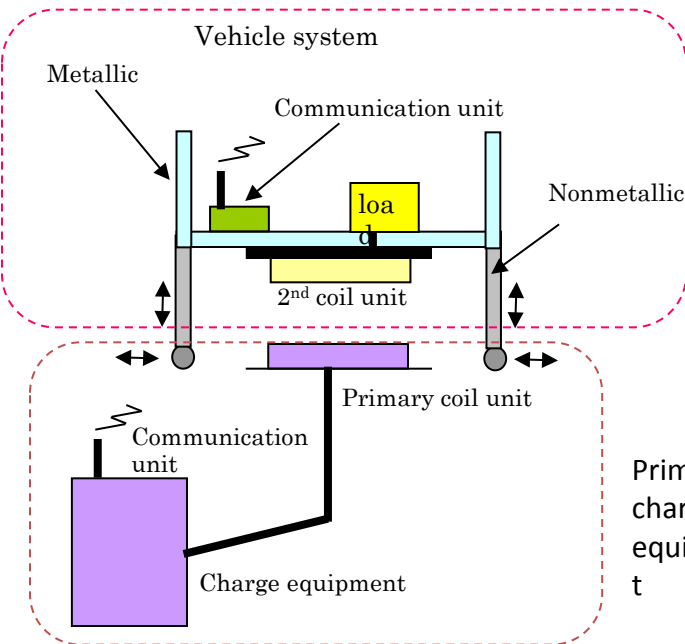 Vehicle system
Metallic
Communication unit
Nonmetallic
loa
d
2nd coil unit
Primary coil unit
Communication
unit
Charge equipment
Prim
char
equi
t